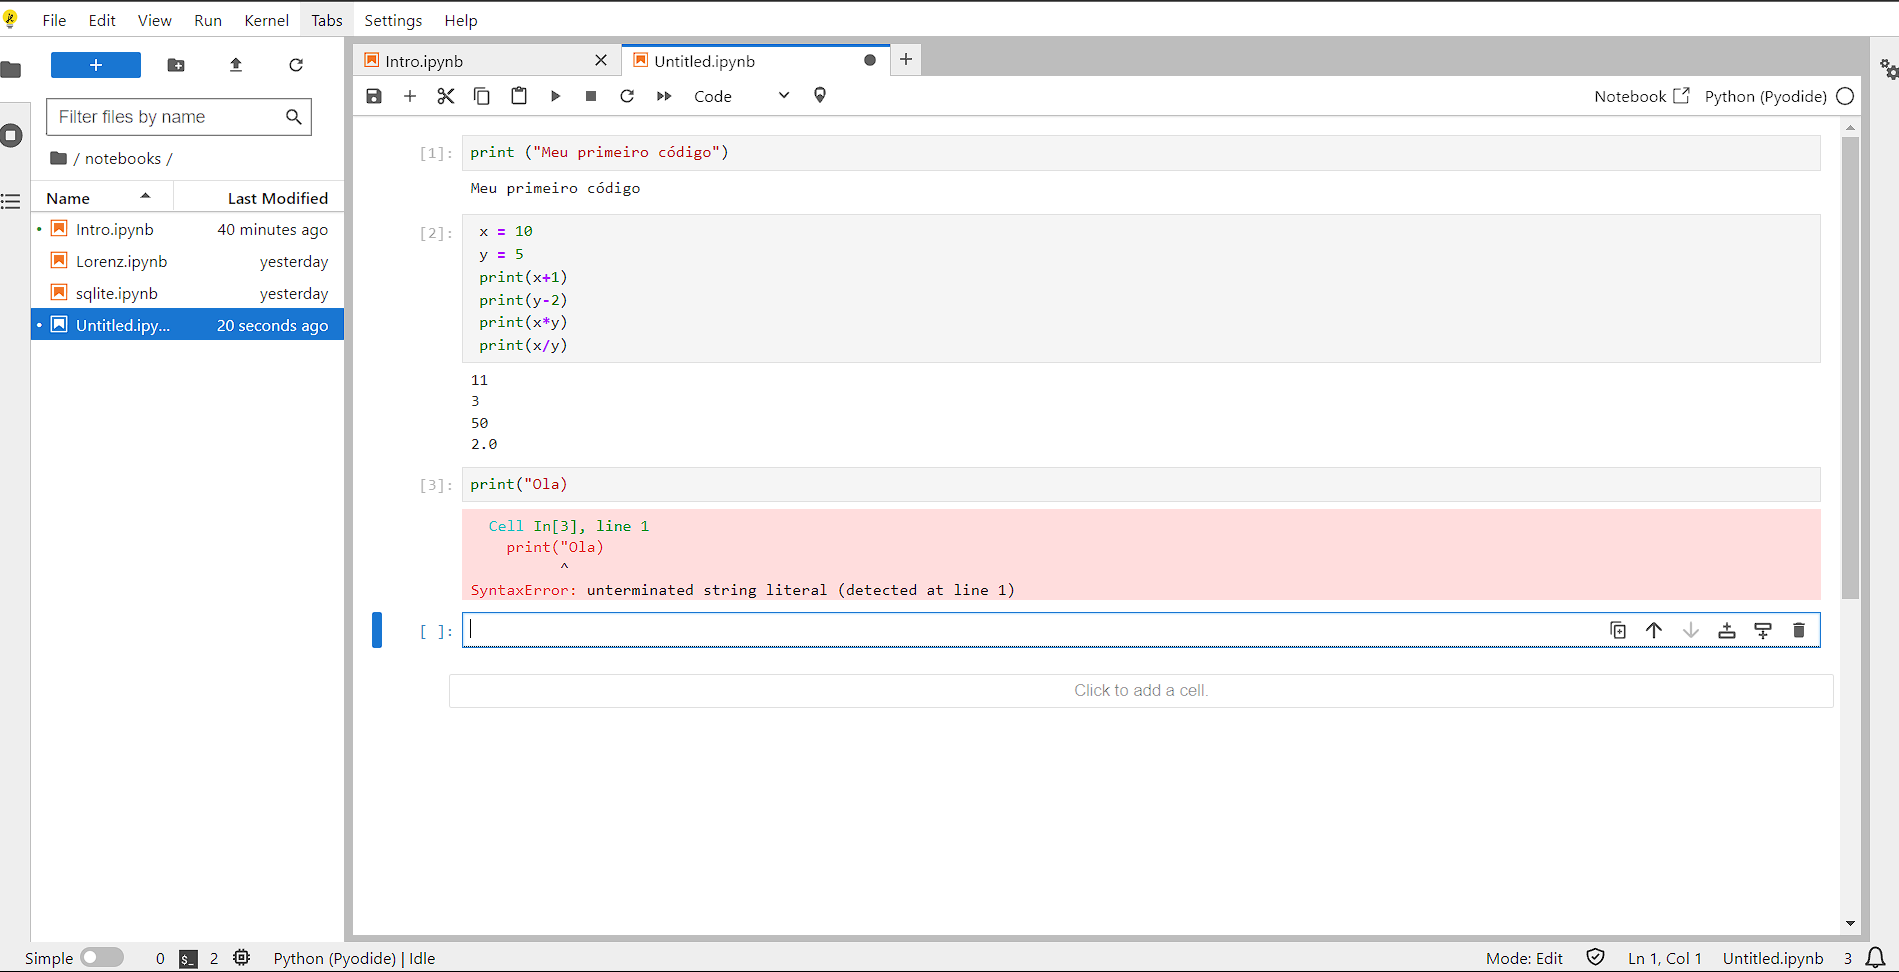 File Edit View Run Kernel Tabs Settings Help
Intro.ipynb
Untitled.ipynb
Filter files by name
Code
Notebook Python (Pyodide)
/ notebooks /
Name Last Modified
Intro.ipynb 40 minutes ago
Lorenz.ipynb yesterday
sqlite.ipynb yesterday
Untitled.ipy... 20 seconds ago
[1]: print ("Meu primeiro código")
Meu primeiro código
[2]: x = 10
y = 5
print(x+1)
print(y-2)
print(x*y)
print(x/y)
11
3
50
2.0
[3]: print("Ola)
Cell In[3], line 1
print("Ola)
^
SyntaxError: unterminated string literal (detected at line 1)
[ ]:
Click to add a cell.
Simple 0 $_ 2 Python (Pyodide) | Idle Mode: Edit Ln 1, Col 1 Untitled.ipynb 3